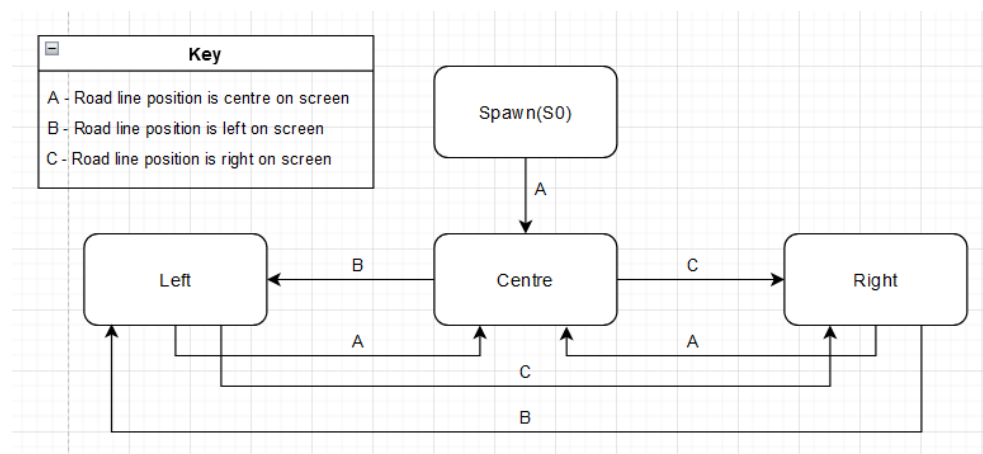 Key
A - Road line position is centre on screen
B - Road line position is left on screen
C - Road line position is right on screen
Spawn(S0)
A
Left
B
Centre
C
Right
A
A
C
B